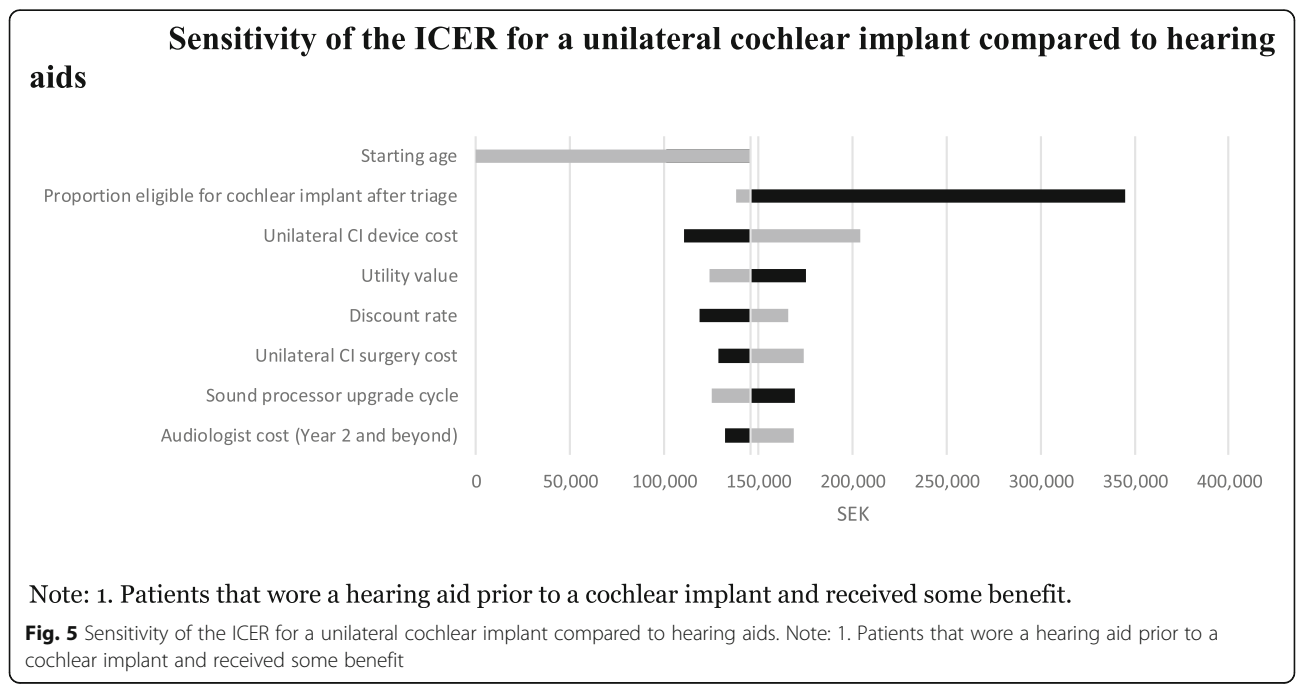 Sensitivity of the ICER for a unilateral cochlear implant compared to hearing
aids
Starting age
Proportion eligible for cochlear implant after triage
Unilateral CI device cost
Utility value
Discount rate
Unilateral CI surgery cost
Sound processor upgrade cycle
Audiologist cost (Year 2 and beyond)
0 50,000 100,000 150,000 200,000 250,000 300,000 350,000 400,000
SEK
Note: 1. Patients that wore a hearing aid prior to a cochlear implant and received some benefit.
Fig. 5 Sensitivity of the ICER for a unilateral cochlear implant compared to hearing aids. Note: 1. Patients that wore a hearing aid prior to a
cochlear implant and received some benefit